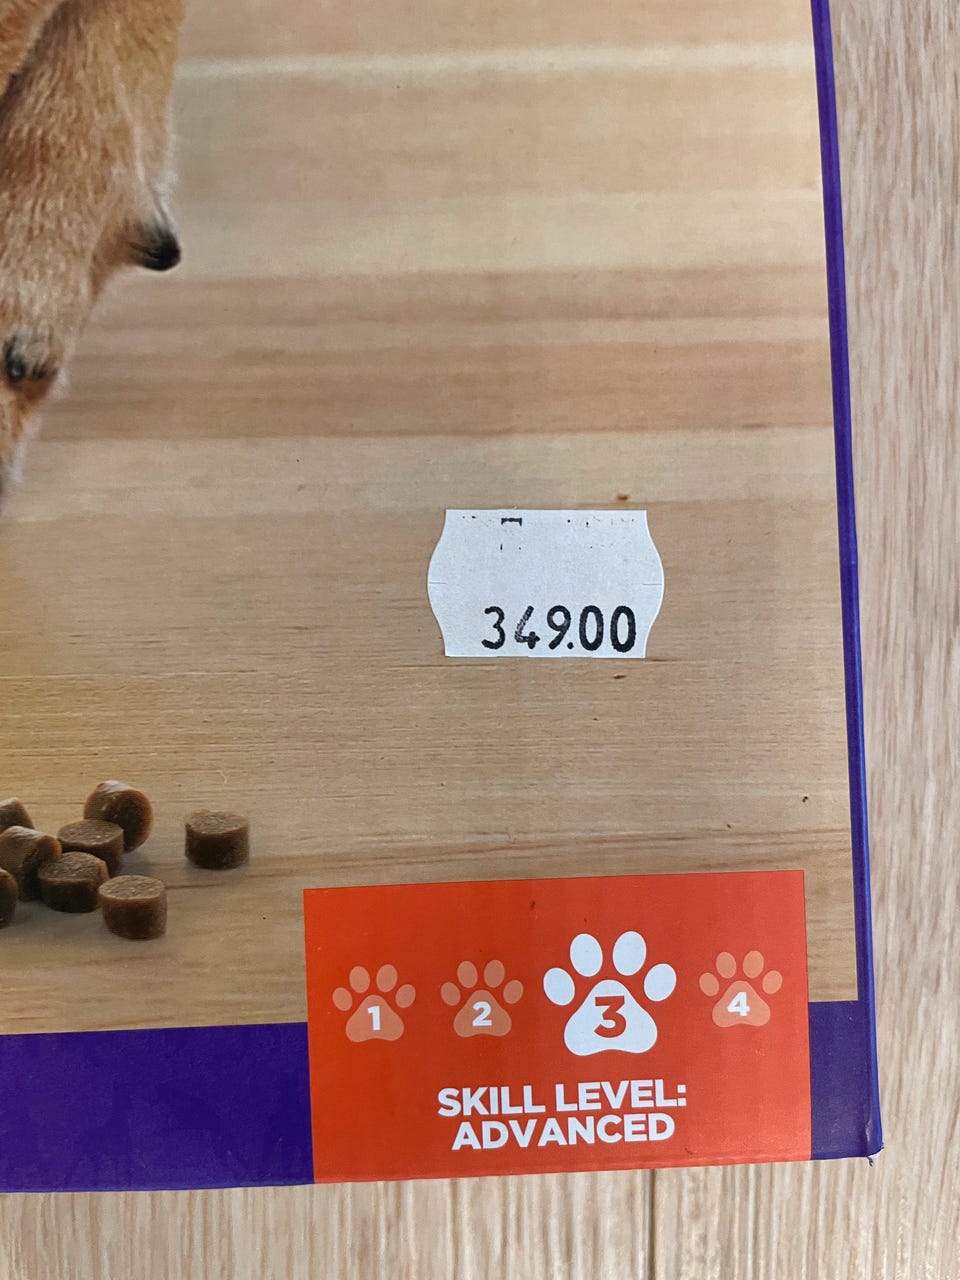 349.00
1 2 3 4
SKILL LEVEL:
ADVANCED